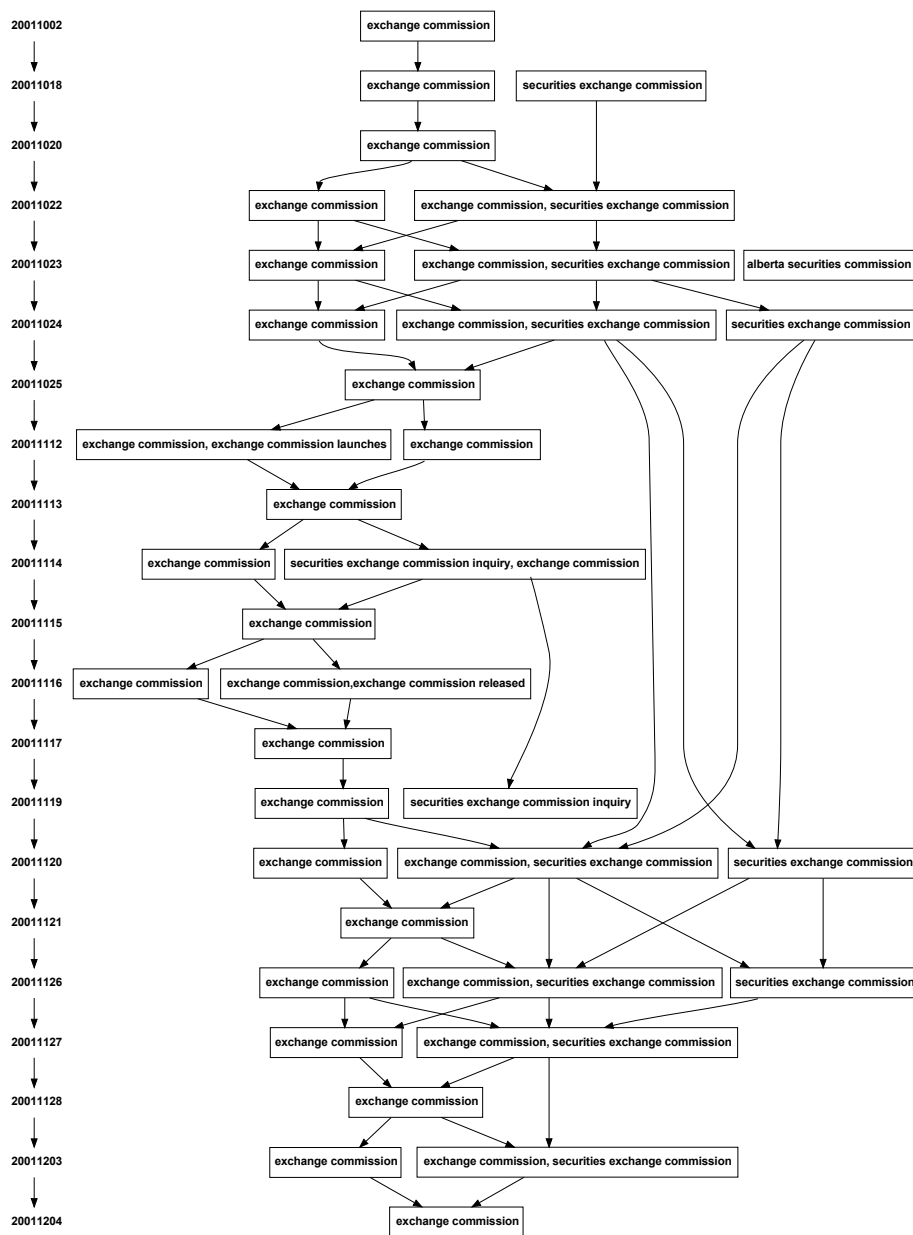 20011002
exchange commission
20011018
exchange commission
securities exchange commission
20011020
exchange commission
20011022
exchange commission
exchange commission, securities exchange commission
20011023
exchange commission
exchange commission, securities exchange commission
alberta securities commission
20011024
exchange commission
exchange commission, securities exchange commission
securities exchange commission
20011025
exchange commission
20011112
exchange commission, exchange commission launches
exchange commission
20011113
exchange commission
20011114
exchange commission
securities exchange commission inquiry, exchange commission
20011115
exchange commission
20011116
exchange commission
exchange commission,exchange commission released
20011117
exchange commission
20011119
exchange commission
securities exchange commission inquiry
20011120
exchange commission
exchange commission, securities exchange commission
securities exchange commission
20011121
exchange commission
20011126
exchange commission
exchange commission, securities exchange commission
securities exchange commission
20011127
exchange commission
exchange commission, securities exchange commission
20011128
exchange commission
20011203
exchange commission
exchange commission, securities exchange commission
20011204
exchange commission